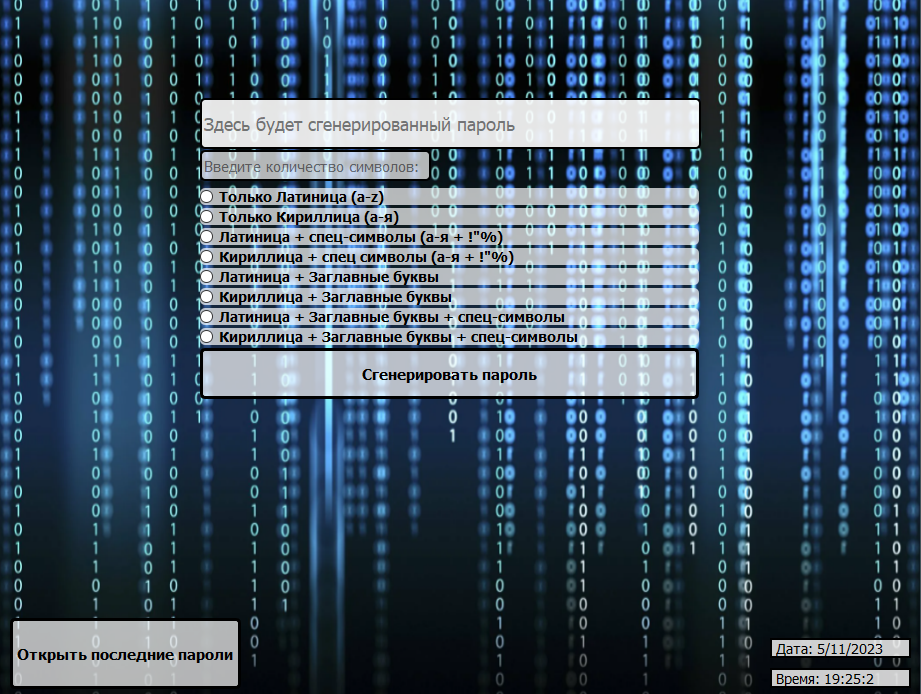 Здесь будет сгенерированный пароль
Введите количество символов:
Только Латиница (a-z)
Только Кириллица (а-я)
Латиница + спец-символы (а-я + !"%)
Кириллица + спец символы (а-я + !"%)
Латиница + Заглавные буквы
Кириллица + Заглавные буквы
Латиница + Заглавные буквы + спец-символы
Кириллица + Заглавные буквы + спец-символы
Сгенерировать пароль
Открыть последние пароли
Дата: 5/11/2023
Время: 19:25:2